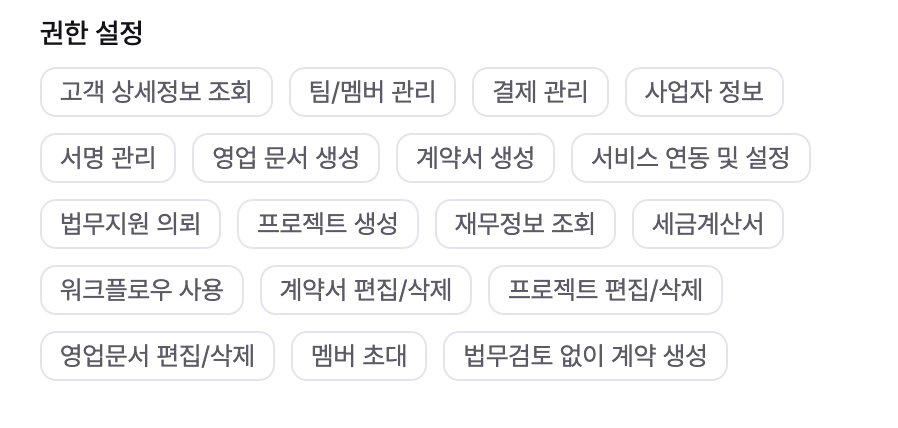 권한 설정
고객 상세정보 조회 팀/멤버 관리 결제 관리 사업자 정보
서명 관리 영업 문서 생성 계약서 생성 서비스 연동 및 설정
법무지원 의뢰 프로젝트 생성 재무정보 조회 세금계산서
워크플로우 사용 계약서 편집/삭제 프로젝트 편집/삭제
영업문서 편집/삭제 멤버 초대 법무검토 없이 계약 생성